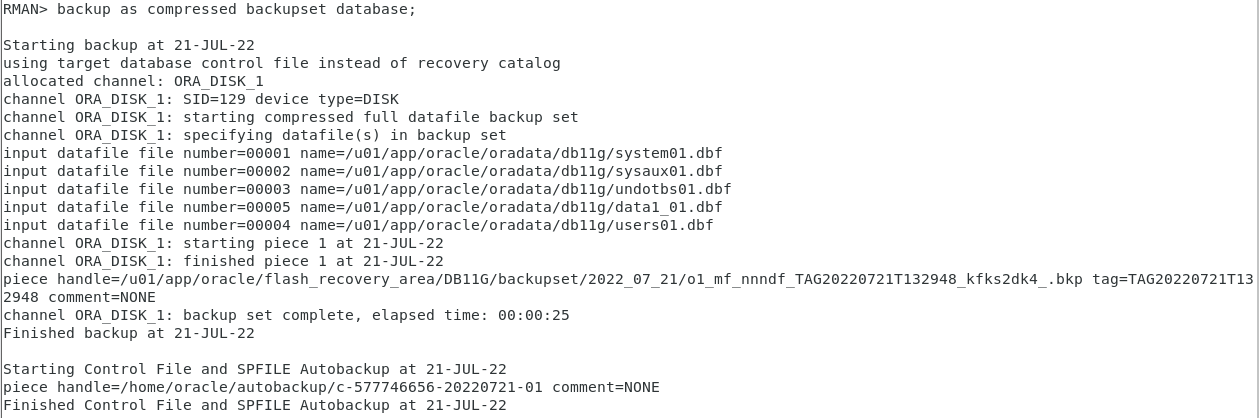 RMAN> backup as compressed backupset database;

Starting backup at 21-JUL-22
using target database control file instead of recovery catalog
allocated channel: ORA_DISK_1
channel ORA_DISK_1: SID=129 device type=DISK
channel ORA_DISK_1: starting compressed full datafile backup set
channel ORA_DISK_1: specifying datafile(s) in backup set
input datafile file number=00001 name=/u01/app/oracle/oradata/db11g/system01.dbf
input datafile file number=00002 name=/u01/app/oracle/oradata/db11g/sysaux01.dbf
input datafile file number=00003 name=/u01/app/oracle/oradata/db11g/undotbs01.dbf
input datafile file number=00005 name=/u01/app/oracle/oradata/db11g/data1_01.dbf
input datafile file number=00004 name=/u01/app/oracle/oradata/db11g/users01.dbf
channel ORA_DISK_1: starting piece 1 at 21-JUL-22
channel ORA_DISK_1: finished piece 1 at 21-JUL-22
piece handle=/u01/app/oracle/flash_recovery_area/DB11G/backupset/2022_07_21/o1_mf_nnndf_TAG20220721T132948_kfks2dk4_.bkp tag=TAG20220721T13
2948 comment=NONE
channel ORA_DISK_1: backup set complete, elapsed time: 00:00:25
Finished backup at 21-JUL-22

Starting Control File and SPFILE Autobackup at 21-JUL-22
piece handle=/home/oracle/autobackup/c-577746656-20220721-01 comment=NONE
Finished Control File and SPFILE Autobackup at 21-JUL-22